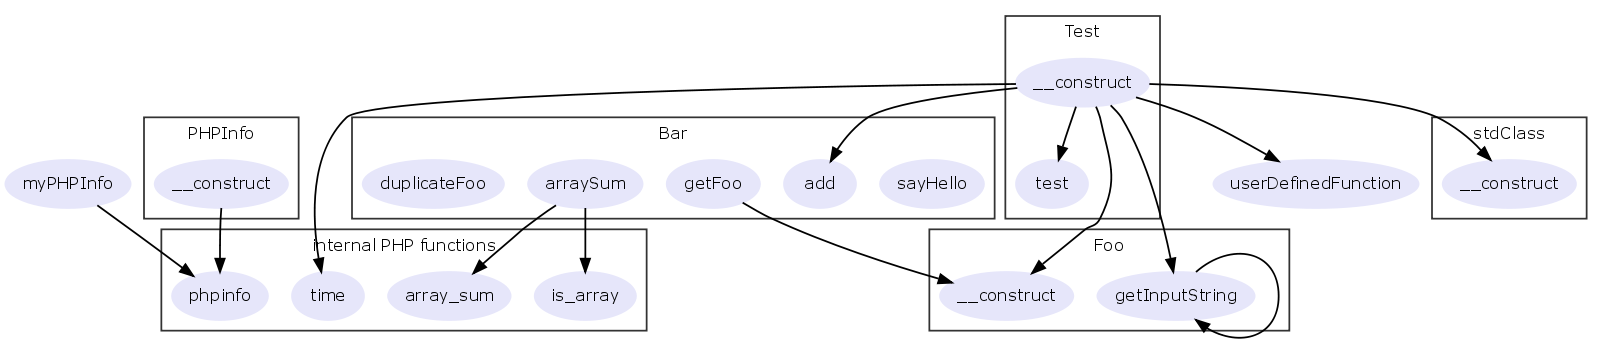 Test
__construct
PHPInfo
Bar
stdClass
myPHPInfo
__construct
duplicateFoo
arraySum
getFoo
add
sayHello
test
userDefinedFunction
__construct
internal PHP functions
Foo
phpinfo
time
array_sum
is_array
__construct
getInputString